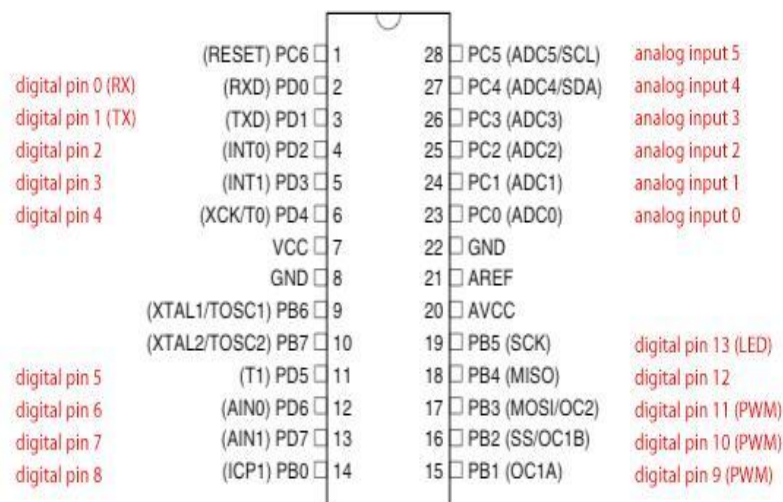 (RESET) PC6 1 28 PC5 (ADC5/SCL) analog input 5
digital pin 0 (RX) (RXD) PD0 2 27 PC4 (ADC4/SDA) analog input 4
digital pin 1 (TX) (TXD) PD1 3 26 PC3 (ADC3) analog input 3
digital pin 2 (INT0) PD2 4 25 PC2 (ADC2) analog input 2
digital pin 3 (INT1) PD3 5 24 PC1 (ADC1) analog input 1
digital pin 4 (XCK/T0) PD4 6 23 PC0 (ADC0) analog input 0
VCC 7 22 GND
GND 8 21 AREF
(XTAL1/TOSC1) PB6 9 20 AVCC
(XTAL2/TOSC2) PB7 10 19 PB5 (SCK) digital pin 13 (LED)
digital pin 5 (T1) PD5 11 18 PB4 (MISO) digital pin 12
digital pin 6 (AIN0) PD6 12 17 PB3 (MOSI/OC2) digital pin 11 (PWM)
digital pin 7 (AIN1) PD7 13 16 PB2 (SS/OC1B) digital pin 10 (PWM)
digital pin 8 (ICP1) PB0 14 15 PB1 (OC1A) digital pin 9 (PWM)